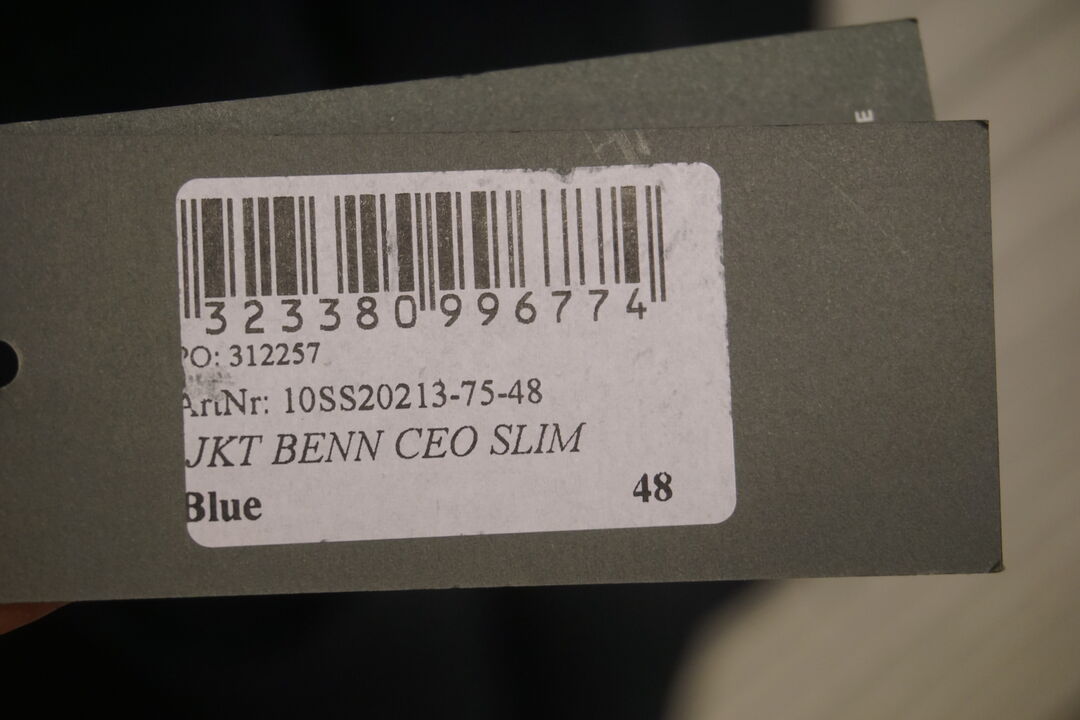 E
323380996774
PO: 312257
ArtNr: 10SS20213-75-48
JKT BENN CEO SLIM
Blue 48